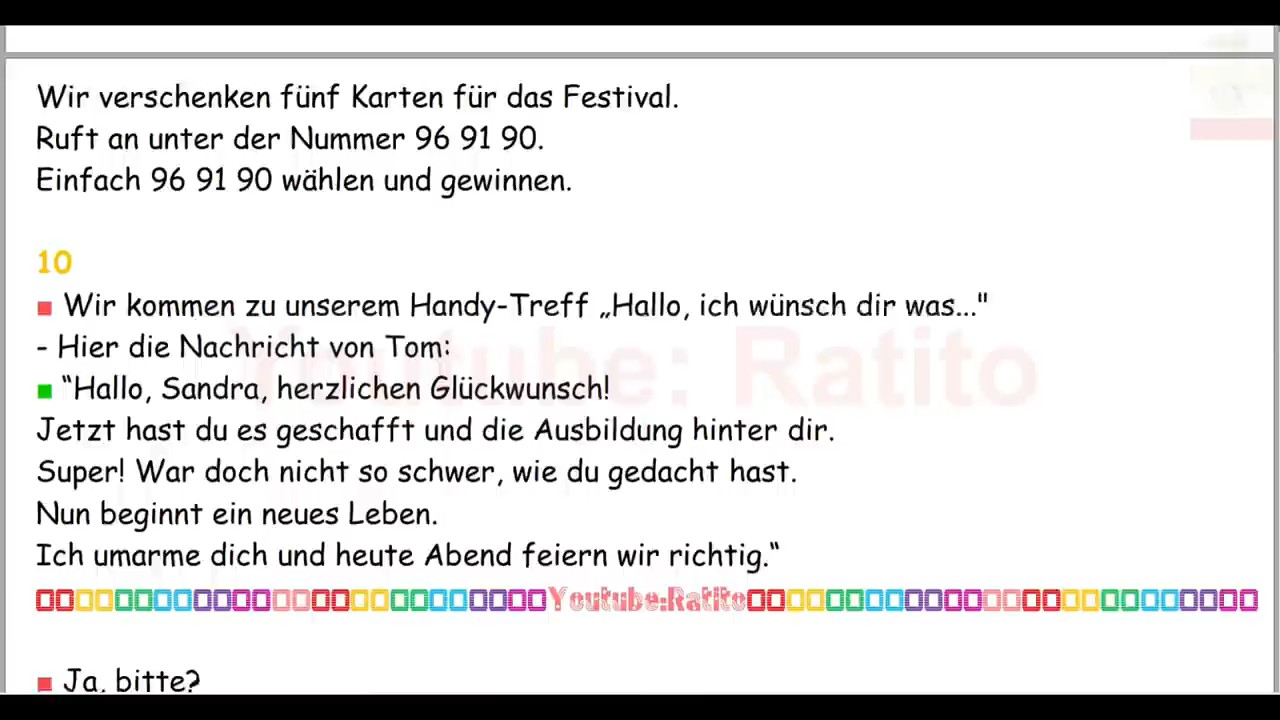 Wir verschenken fünf Karten für das Festival.
Ruft an unter der Nummer 96 91 90.
Einfach 96 91 90 wählen und gewinnen.
10
■ Wir kommen zu unserem Handy-Treff „Hallo, ich wünsch dir was..."
- Hier die Nachricht von Tom:
■ “Hallo, Sandra, herzlichen Glückwunsch!
Jetzt hast du es geschafft und die Ausbildung hinter dir.
Super! War doch nicht so schwer, wie du gedacht hast.
Nun beginnt ein neues Leben.
Ich umarme dich und heute Abend feiern wir richtig.“
Youtube: Ratito
Youtube:Ratito
■ Ja, bitte?